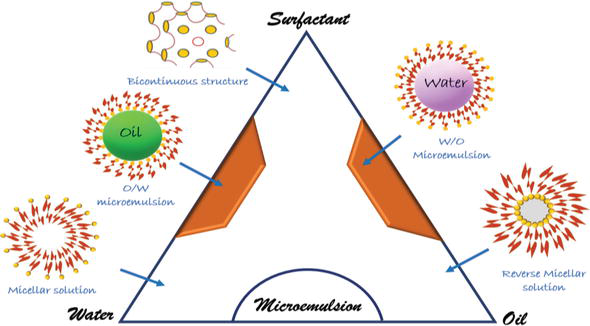 Surfactant
Bicontinuous structure
Water
Oil
W/O
Microemulsion
O/W
microemulsion
Micellar solution
Reverse Micellar
solution
Water
Microemulsion
Oil